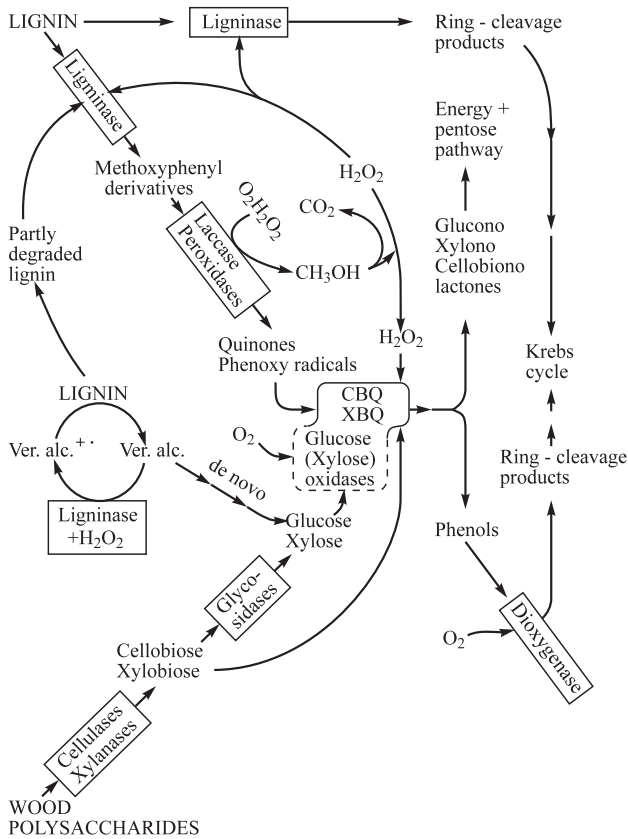 LIGNIN
Ligninase
Ring - cleavage
products
Ligminase
Energy +
pentose
pathway
Methoxyphenyl
derivatives
H₂O₂
O₂H₂O₂
CO₂
Laccase
Peroxidases
Glucono
Xylono
Cellobiono
lactones
Partly
degraded
lignin
CH₃OH
Quinones
Phenoxy radicals
H₂O₂
Krebs
cycle
LIGNIN
CBQ
XBQ
Ver. alc.⁺·
Ver. alc.
O₂
Glucose
(Xylose)
oxidases
de novo
Ring - cleavage
products
Ligninase
+H₂O₂
Glucose
Xylose
Phenols
Glyco-
sidases
Dioxygenase
O₂
Cellobiose
Xylobiose
Cellulases
Xylanases
WOOD
POLYSACCHARIDES